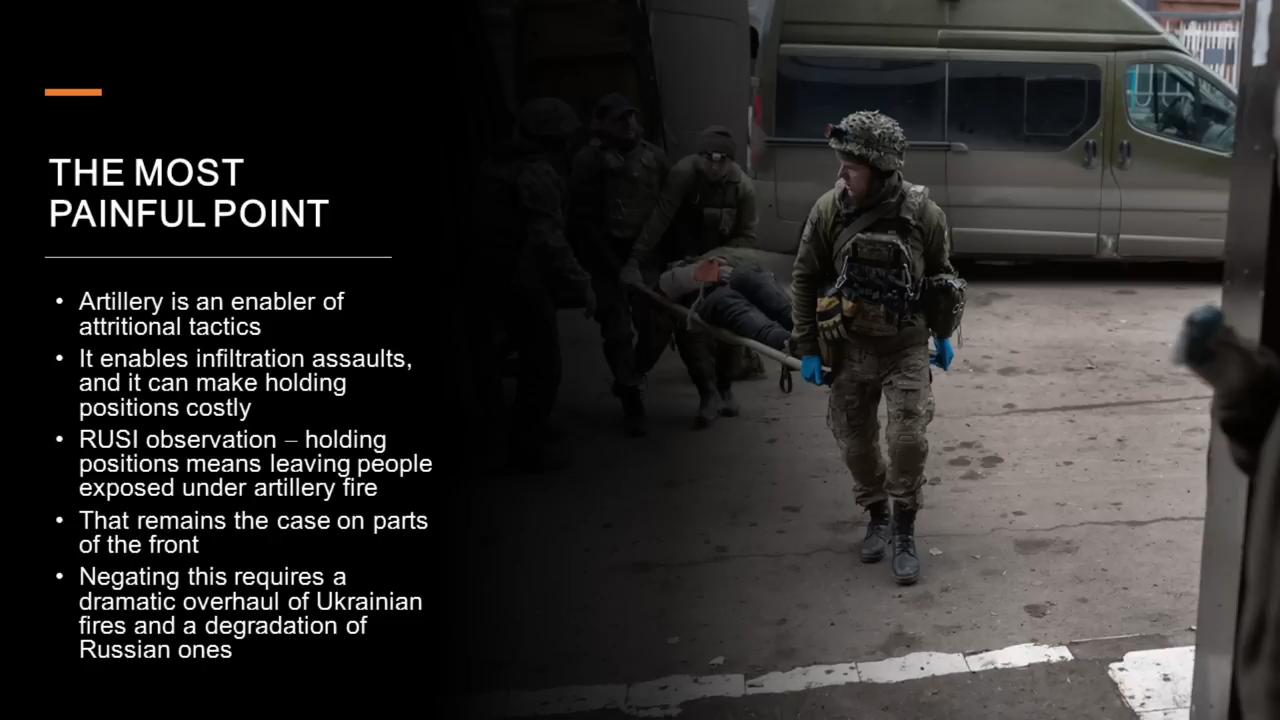 THE MOST
PAINFUL POINT
• Artillery is an enabler of
attritional tactics
• It enables infiltration assaults,
and it can make holding
positions costly
• RUSI observation – holding
positions means leaving people
exposed under artillery fire
• That remains the case on parts
of the front
• Negating this requires a
dramatic overhaul of Ukrainian
fires and a degradation of
Russian ones